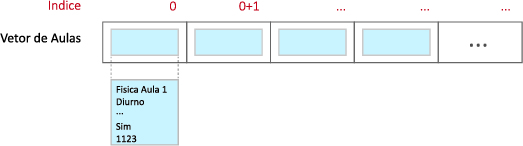 Indice 0 0+1 ... ... ...
Vetor de Aulas ...
Fisica Aula 1
Diurno
...
Sim
1123